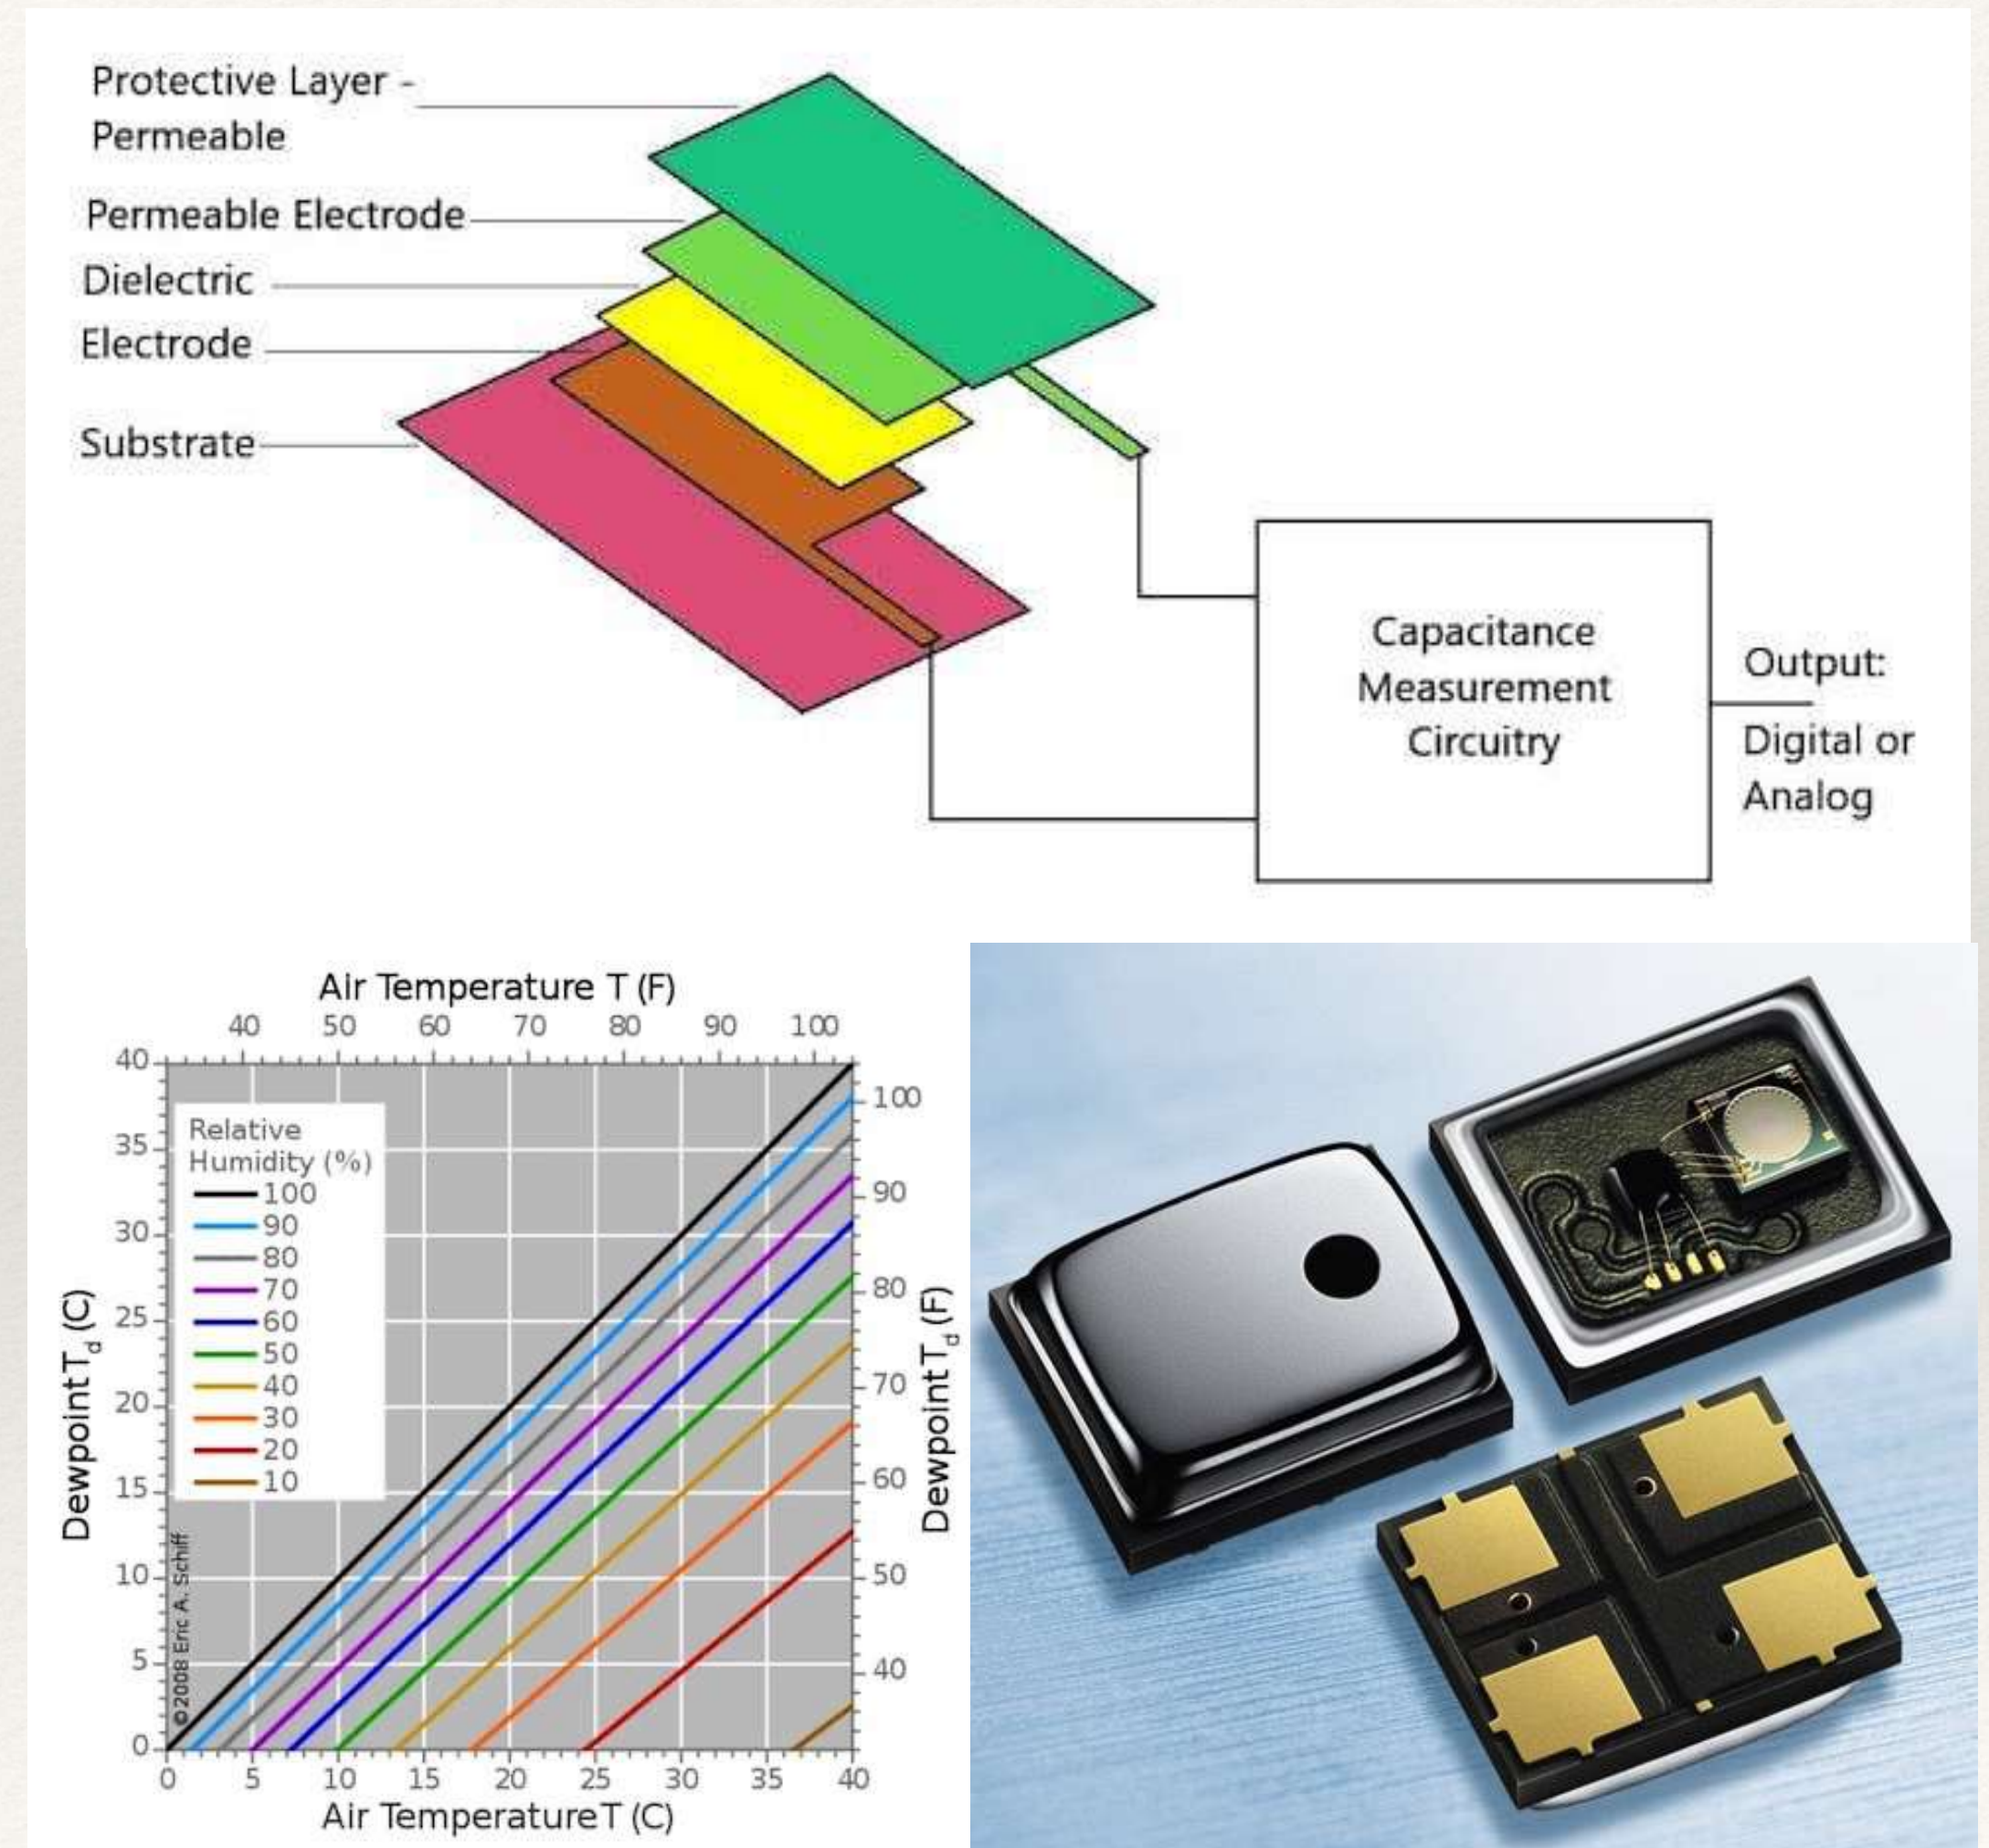 Protective Layer -
Permeable
Permeable Electrode
Dielectric
Electrode
Substrate
Capacitance
Measurement
Circuitry
Output:
Digital or
Analog
Air Temperature T (F)
40 50 60 70 80 90 100
40
35
30
25
20
15
10
5
0
Dewpoint Td (C)
Relative
Humidity (%)
100
90
80
70
60
50
40
30
20
10
©2008 Eric A. Schiff
100
90
80
70
60
50
40
Dewpoint Td (F)
0 5 10 15 20 25 30 35 40
Air Temperature T (C)